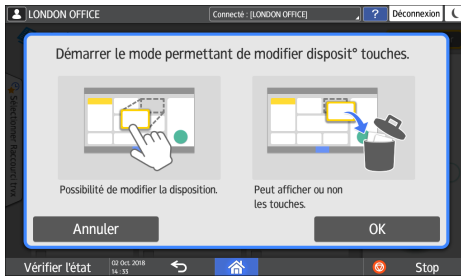 LONDON OFFICE
Connecté : [LONDON OFFICE]
?
Déconnexion
Démarrer le mode permettant de modifier disposit° touches.
Possibilité de modifier la disposition.
Peut afficher ou non
les touches.
Annuler
OK
Vérifier l'état
02 Oct. 2018
14 : 33
Stop